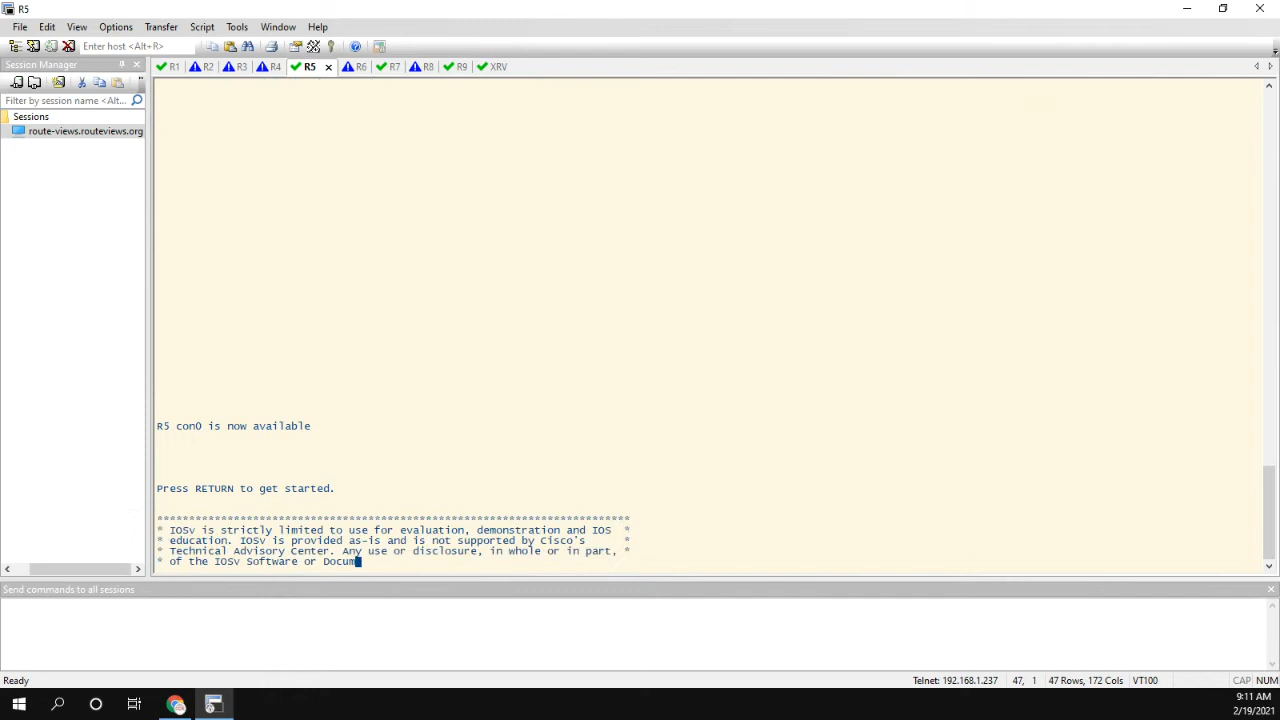 R5
File Edit View Options Transfer Script Tools Window Help
Enter host <Alt+R>
Session Manager
R1 R2 R3 R4 R5 R6 R7 R8 R9 XRV
Filter by session name <Alt...
Sessions
route-views.routeviews.org
R5 con0 is now available
Press RETURN to get started.
**************************************************************************
* IOSv is strictly limited to use for evaluation, demonstration and IOS *
* education. IOSv is provided as-is and is not supported by Cisco's *
* Technical Advisory Center. Any use or disclosure, in whole or in part, *
* of the IOSv Software or Docum
Send commands to all sessions
Ready Telnet: 192.168.1.237 47, 1 47 Rows, 172 Cols VT100 CAP NUM
9:11 AM
2/19/2021